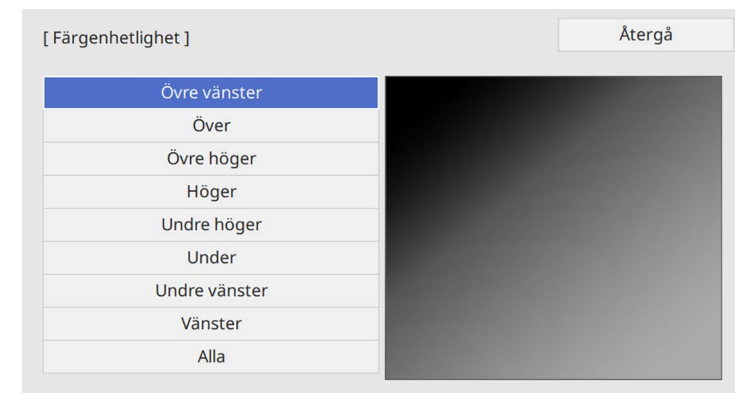 [ Färgenhetlighet ]
Återgå
Övre vänster
Över
Övre höger
Höger
Undre höger
Under
Undre vänster
Vänster
Alla